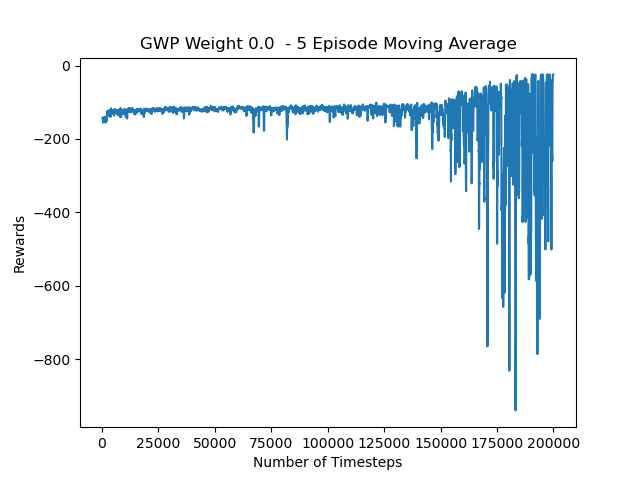 GWP Weight 0.0  - 5 Episode Moving Average
0
−200
−400
−600
−800
Rewards
0 25000 50000 75000 100000 125000 150000 175000 200000
Number of Timesteps